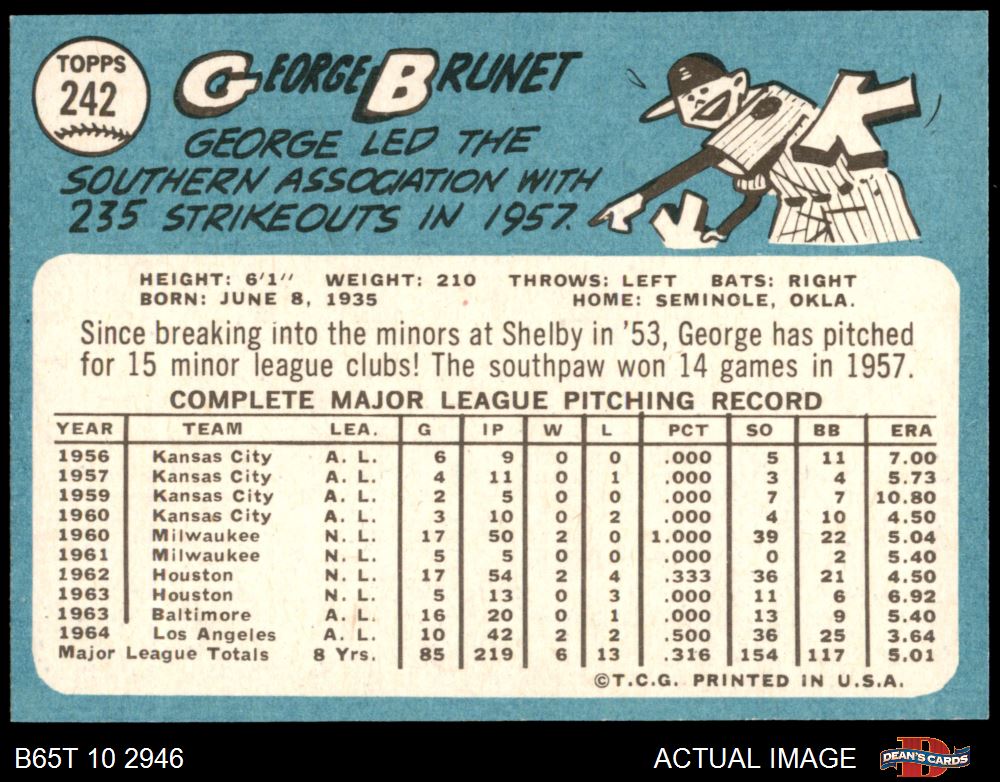 TOPPS
242
GEORGE BRUNET
GEORGE LED THE
SOUTHERN ASSOCIATION WITH
235 STRIKEOUTS IN 1957.
K
K
HEIGHT: 6'1" WEIGHT: 210 THROWS: LEFT BATS: RIGHT
BORN: JUNE 8, 1935 HOME: SEMINOLE, OKLA.
Since breaking into the minors at Shelby in '53, George has pitched
for 15 minor league clubs! The southpaw won 14 games in 1957.
COMPLETE MAJOR LEAGUE PITCHING RECORD
YEAR TEAM LEA. G IP W L PCT SO BB ERA
1956 Kansas City A. L. 6 9 0 0 .000 5 11 7.00
1957 Kansas City A. L. 4 11 0 1 .000 3 4 5.73
1959 Kansas City A. L. 2 5 0 0 .000 7 7 10.80
1960 Kansas City A. L. 3 10 0 2 .000 4 10 4.50
1960 Milwaukee N. L. 17 50 2 0 1.000 39 22 5.04
1961 Milwaukee N. L. 5 5 0 0 .000 0 2 5.40
1962 Houston N. L. 17 54 2 4 .333 36 21 4.50
1963 Houston N. L. 5 13 0 3 .000 11 6 6.92
1963 Baltimore A. L. 16 20 0 1 .000 13 9 5.40
1964 Los Angeles A. L. 10 42 2 2 .500 36 25 3.64
Major League Totals 8 Yrs. 85 219 6 13 .316 154 117 5.01
©T.C.G. PRINTED IN U.S.A.
B65T 10 2946 ACTUAL IMAGE DEAN'S CARDS